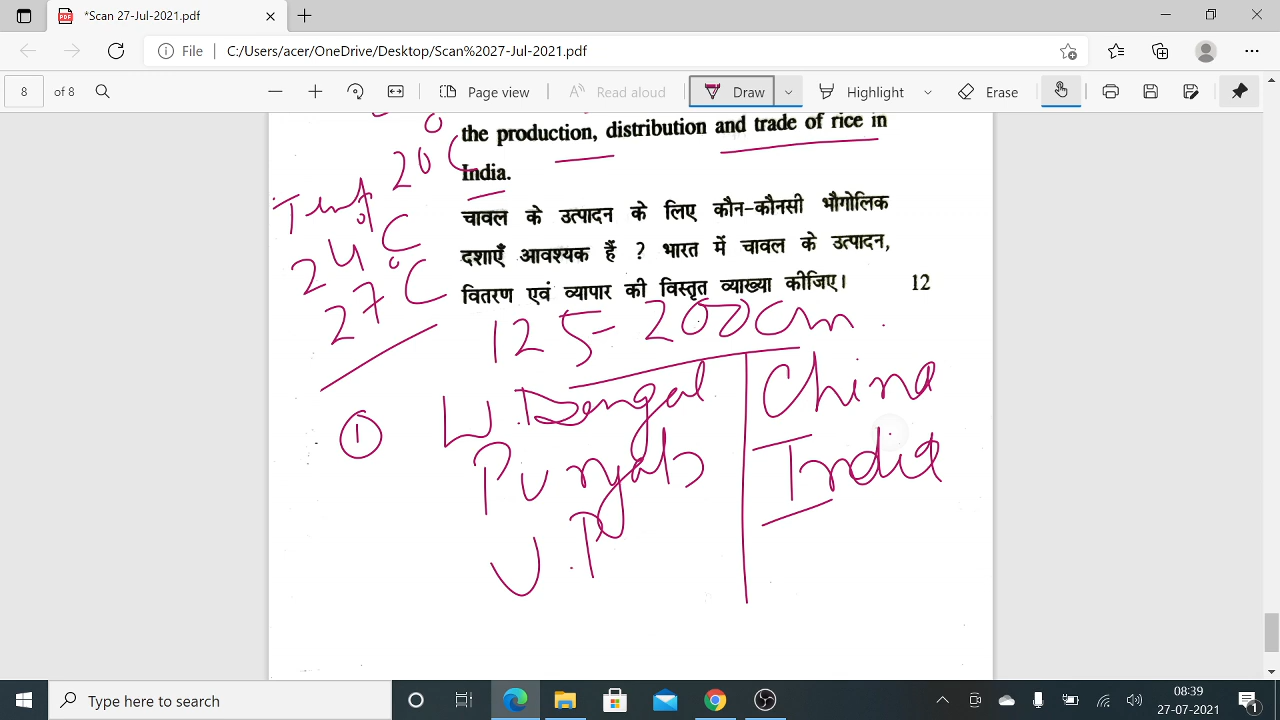 *Scan 27-Jul-2021.pdf
File C:/Users/acer/OneDrive/Desktop/Scan%2027-Jul-2021.pdf
8 of 8 Page view Read aloud Draw Highlight Erase
the production, distribution and trade of rice in
India.
चावल के उत्पादन के लिए कौन-कौनसी भौगोलिक
दशाएँ आवश्यक हैं ? भारत में चावल के उत्पादन,
वितरण एवं व्यापार की विस्तृत व्याख्या कीजिए। 12
20°C
24°C
27°C
125-200cm.
① W.Bengal China
Punjab India
U.P
Type here to search
08:39
27-07-2021
1